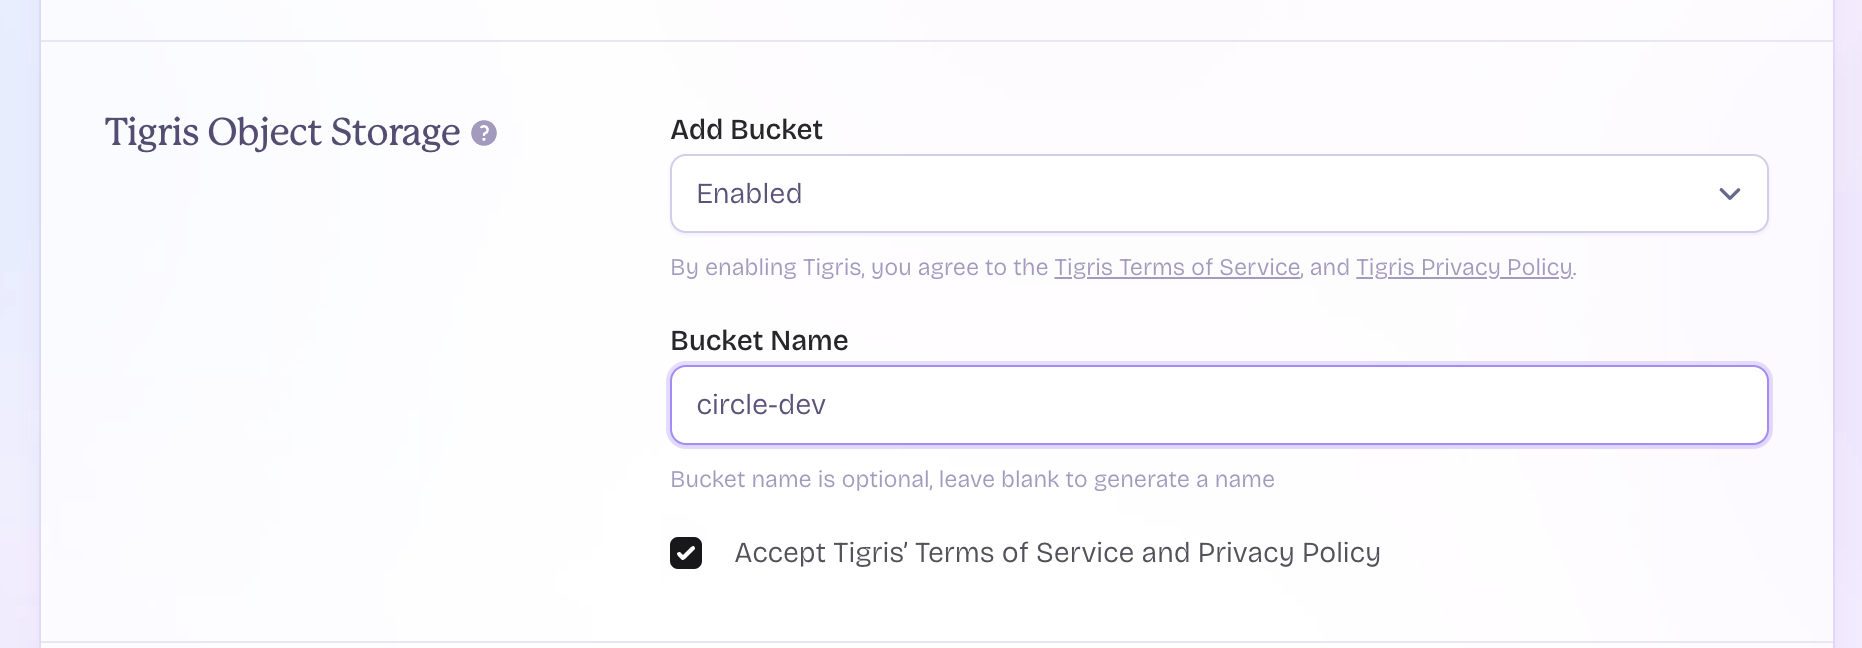 Tigris Object Storage ?
Add Bucket
Enabled
By enabling Tigris, you agree to the Tigris Terms of Service, and Tigris Privacy Policy.
Bucket Name
circle-dev
Bucket name is optional, leave blank to generate a name
Accept Tigris’ Terms of Service and Privacy Policy